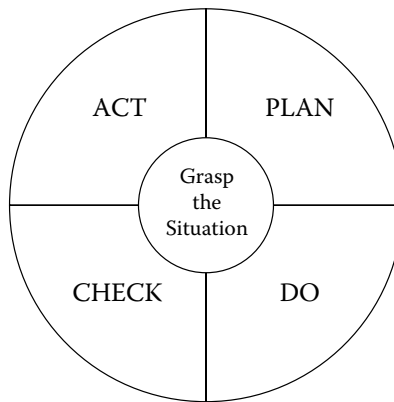 ACT
PLAN
Grasp
the
Situation
CHECK
DO